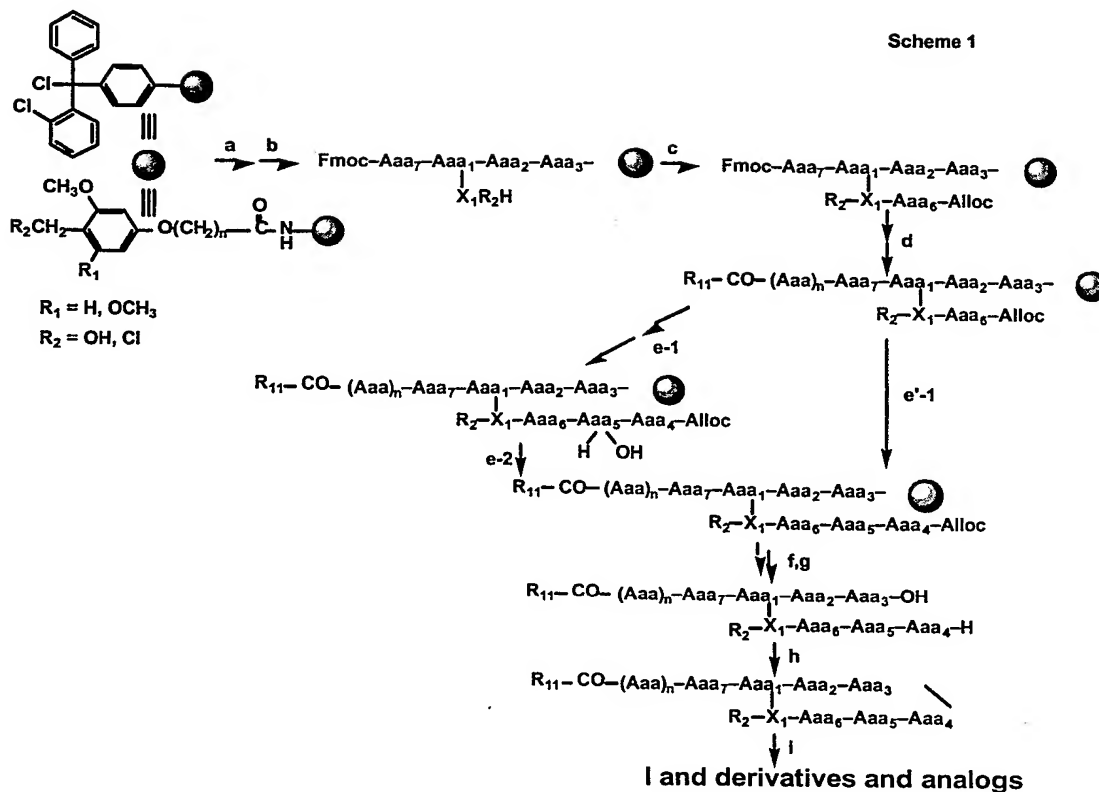 Scheme 1
Cl
Cl
a b
Fmoc–Aaa₇–Aaa₁–Aaa₂–Aaa₃–
X₁R₂H
c
Fmoc–Aaa₇–Aaa₁–Aaa₂–Aaa₃–
R₂–X₁–Aaa₆–Alloc
CH₃O
R₂CH₂
O(CH₂)ₙ
O
C
N
H
R₁
R₁ = H, OCH₃
R₂ = OH, Cl
d
R₁₁–CO–(Aaa)ₙ–Aaa₇–Aaa₁–Aaa₂–Aaa₃–
R₂–X₁–Aaa₆–Alloc
e-1
e'-1
R₁₁–CO–(Aaa)ₙ–Aaa₇–Aaa₁–Aaa₂–Aaa₃–
R₂–X₁–Aaa₆–Aaa₅–Aaa₄–Alloc
H OH
e-2
R₁₁–CO–(Aaa)ₙ–Aaa₇–Aaa₁–Aaa₂–Aaa₃–
R₂–X₁–Aaa₆–Aaa₅–Aaa₄–Alloc
f,g
R₁₁–CO–(Aaa)ₙ–Aaa₇–Aaa₁–Aaa₂–Aaa₃–OH
R₂–X₁–Aaa₆–Aaa₅–Aaa₄–H
h
R₁₁–CO–(Aaa)ₙ–Aaa₇–Aaa₁–Aaa₂–Aaa₃
R₂–X₁–Aaa₆–Aaa₅–Aaa₄
i
I and derivatives and analogs